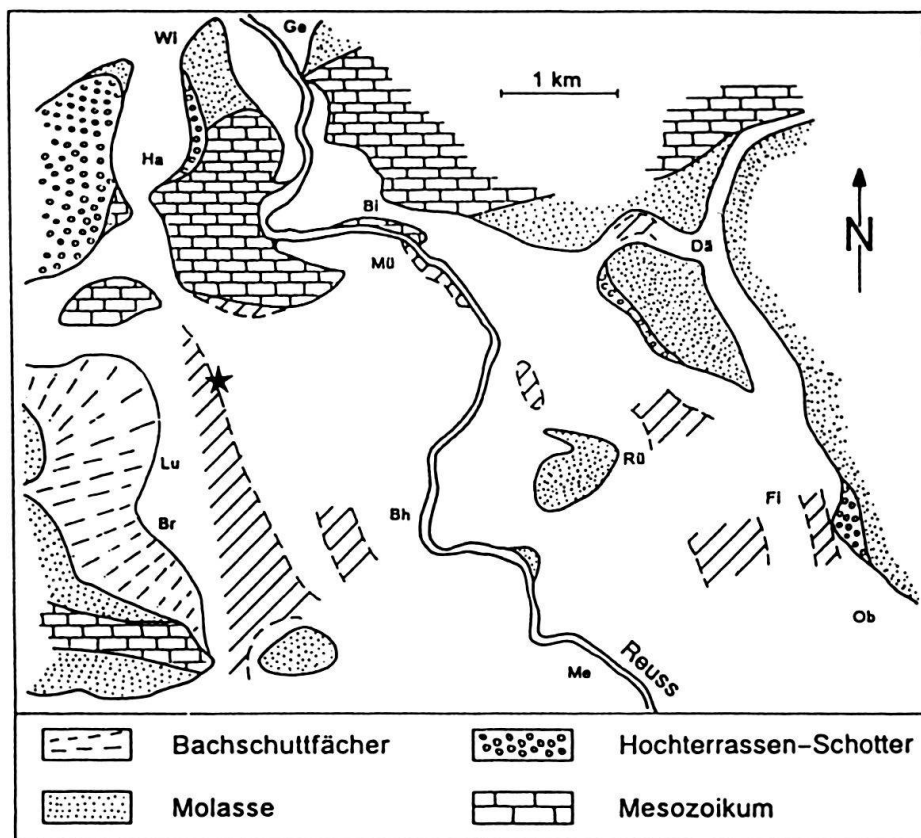 Wi
Ge
1 km
Ha
Bi
Mü
Dä
N
Lu
Rü
Br
Bh
Fi
Ob
Me
Reuss
Bachschuttfächer
Hochterrassen-Schotter
Molasse
Mesozoikum